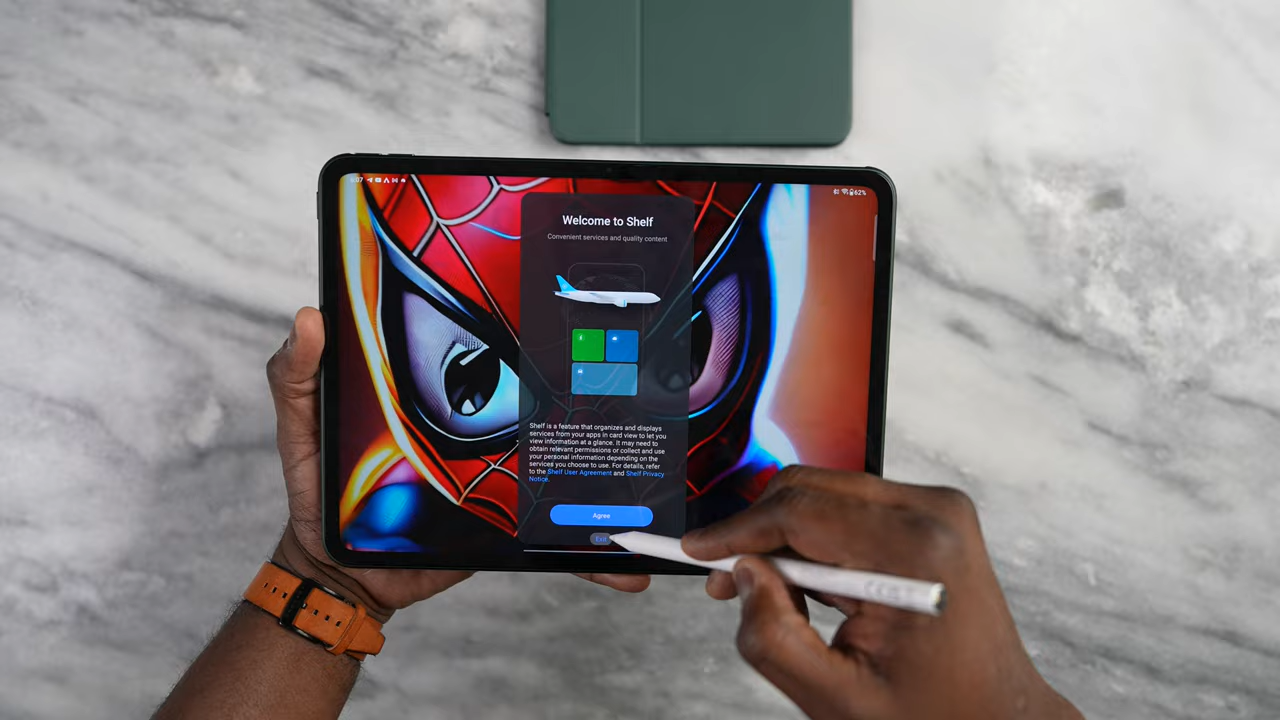 62%
Welcome to Shelf
Convenient services and quality content
Shelf is a feature that organizes and displays
services from your apps in card view to let you
view information at a glance. It may need to
obtain relevant permissions or collect and use
your personal information depending on the
services you choose to use. For details, refer
to the Shelf User Agreement and Shelf Privacy
Notice.
Agree